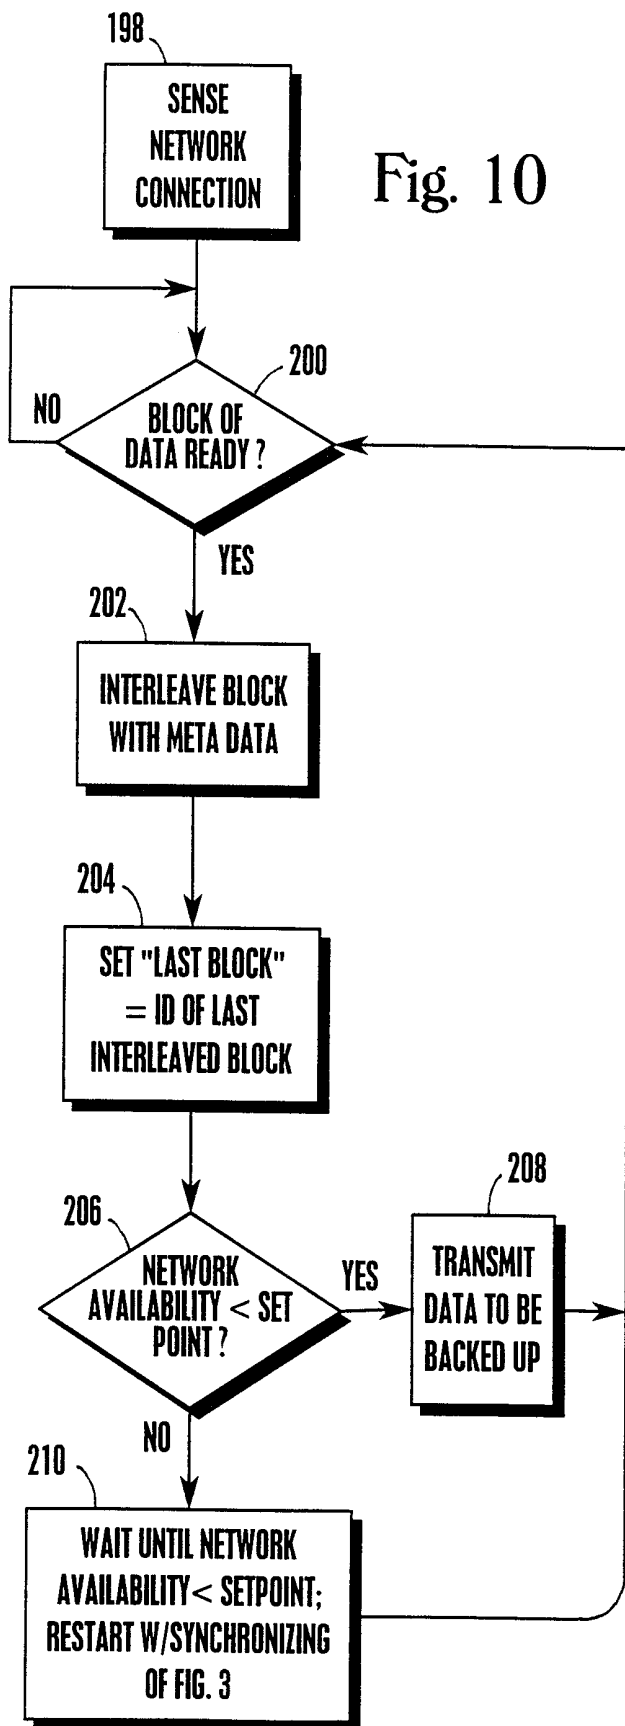 198
SENSE
NETWORK
CONNECTION
Fig. 10
200
NO
BLOCK OF
DATA READY ?
YES
202
INTERLEAVE BLOCK
WITH META DATA
204
SET "LAST BLOCK"
= ID OF LAST
INTERLEAVED BLOCK
206
NETWORK
AVAILABILITY < SET
POINT ?
YES
208
TRANSMIT
DATA TO BE
BACKED UP
NO
210
WAIT UNTIL NETWORK
AVAILABILITY < SETPOINT;
RESTART W/SYNCHRONIZING
OF FIG. 3